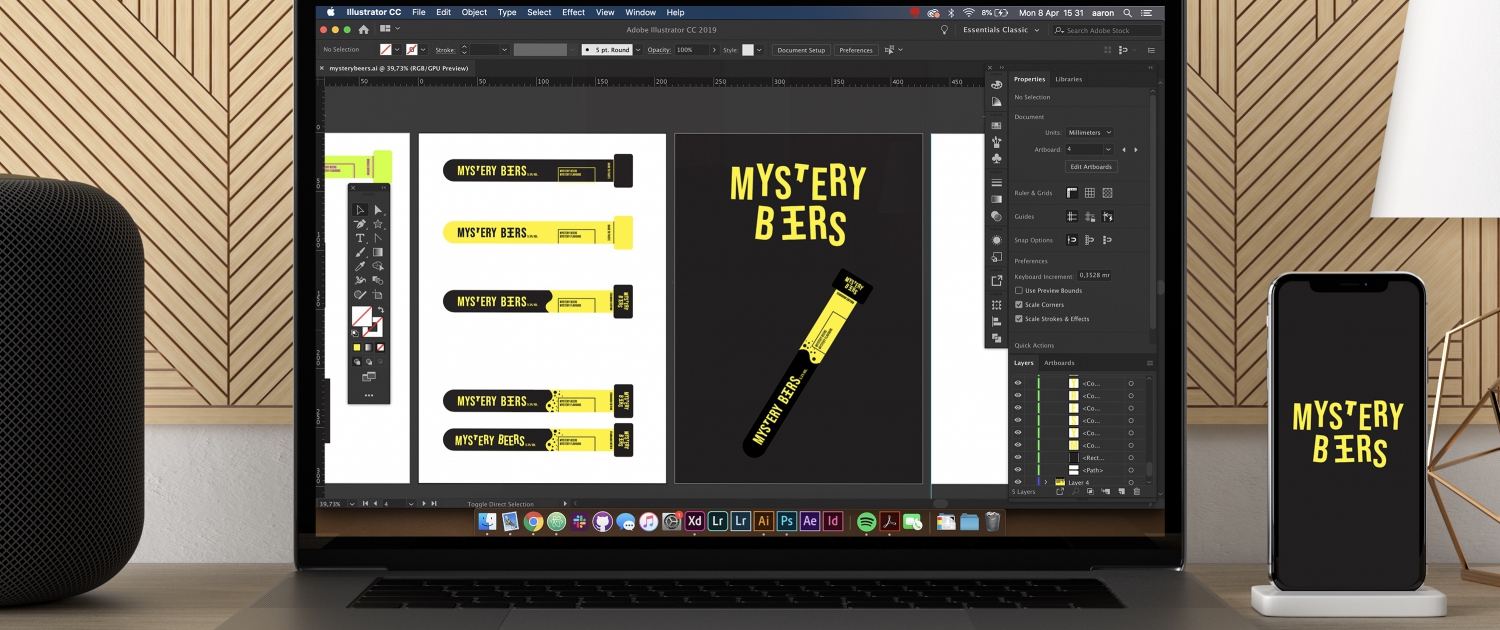 Illustrator CC File Edit Object Type Select Effect View Window Help
8% Mon 8 Apr 15 31 aaron
Adobe Illustrator CC 2019
Essentials Classic
Search Adobe Stock
No Selection
Stroke:
5 pt. Round
Opacity: 100%
Style:
Document Setup
Preferences
mysterybeers.ai @ 39,73% (RGB/GPU Preview)
50 0 50 100 150 200 250 300 350 400 450
MYSTERY BEERS
MYSTERY BEERS
MYSTERY BEERS
MYSTERY BEERS
MYSTERY BEERS
MYSTERY
BEERS
MYSTERY BEERS
Properties Libraries
No Selection
Document
Units: Millimeters
Artboard: 4
Edit Artboards
Ruler & Grids
Guides
Snap Options
Preferences
Keyboard Increment: 0,3528 mr
Use Preview Bounds
Scale Corners
Scale Strokes & Effects
Quick Actions
Layers Artboards
<Co...
<Co...
<Co...
<Co...
<Co...
<Co...
<Rect...
<Path>
Layer 4
5 Layers
39,73%
4
Toggle Direct Selection
Xd Lr Lr Ai Ps Ae Id
MYSTERY
BEERS